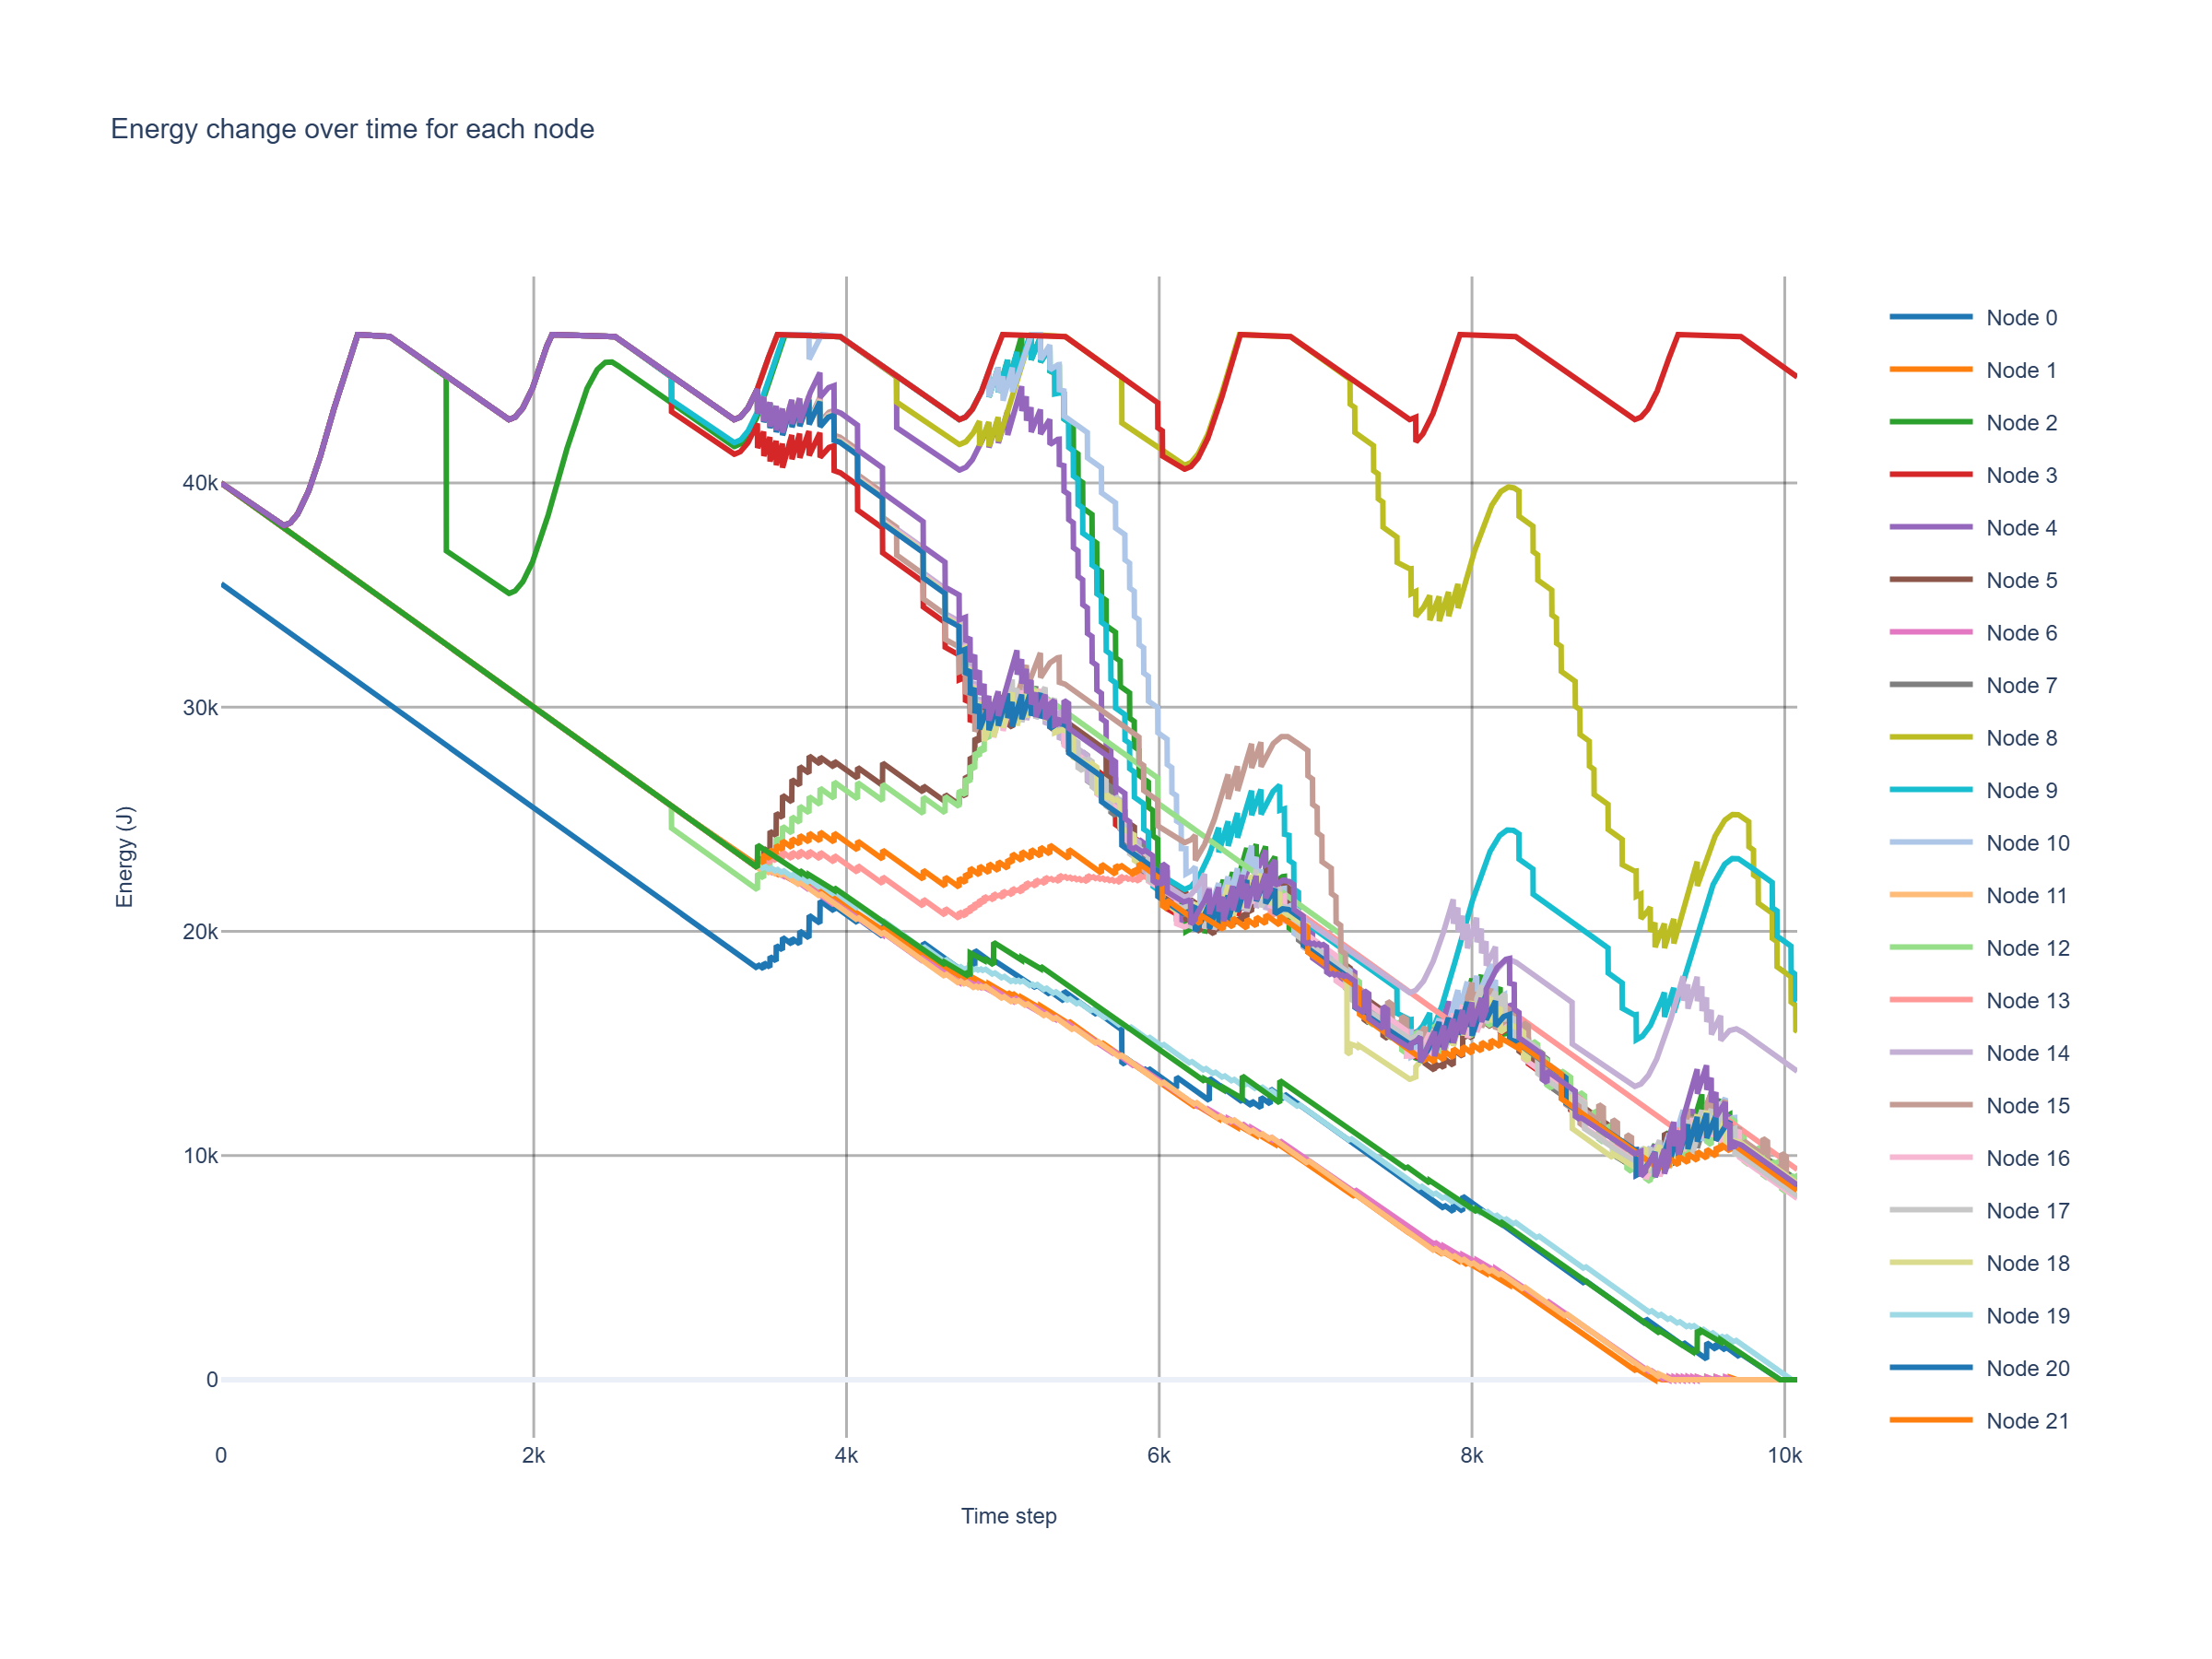 Energy change over time for each node
Energy (J)
40k
30k
20k
10k
0
0
2k
4k
6k
8k
10k
Time step
Node 0
Node 1
Node 2
Node 3
Node 4
Node 5
Node 6
Node 7
Node 8
Node 9
Node 10
Node 11
Node 12
Node 13
Node 14
Node 15
Node 16
Node 17
Node 18
Node 19
Node 20
Node 21